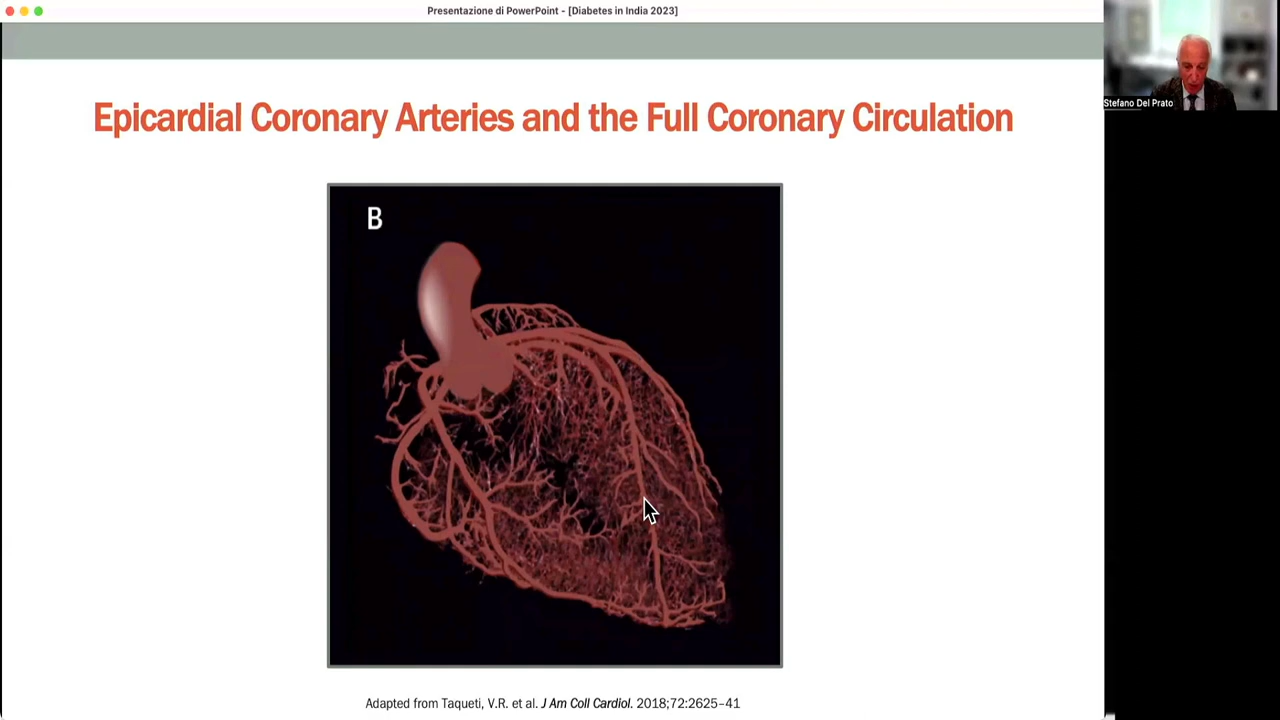 Presentazione di PowerPoint - [Diabetes in India 2023]
Stefano Del Prato
Epicardial Coronary Arteries and the Full Coronary Circulation
B
Adapted from Taqueti, V.R. et al. J Am Coll Cardiol. 2018;72:2625–41